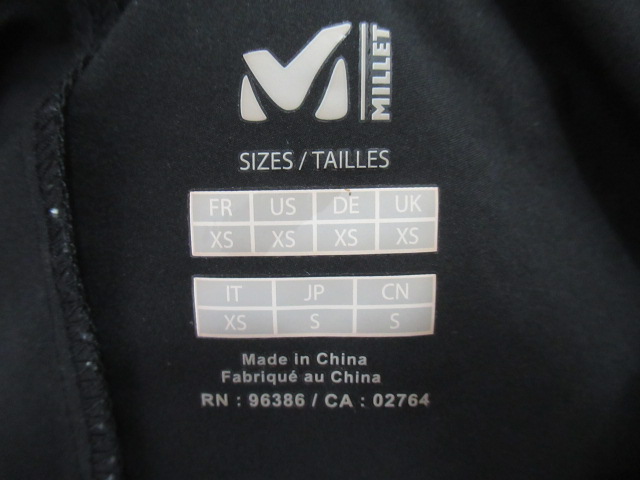 MILLET
SIZES / TAILLES
FR US DE UK
XS XS XS XS
IT JP CN
XS S S
Made in China
Fabriqué au China
RN : 96386 / CA : 02764